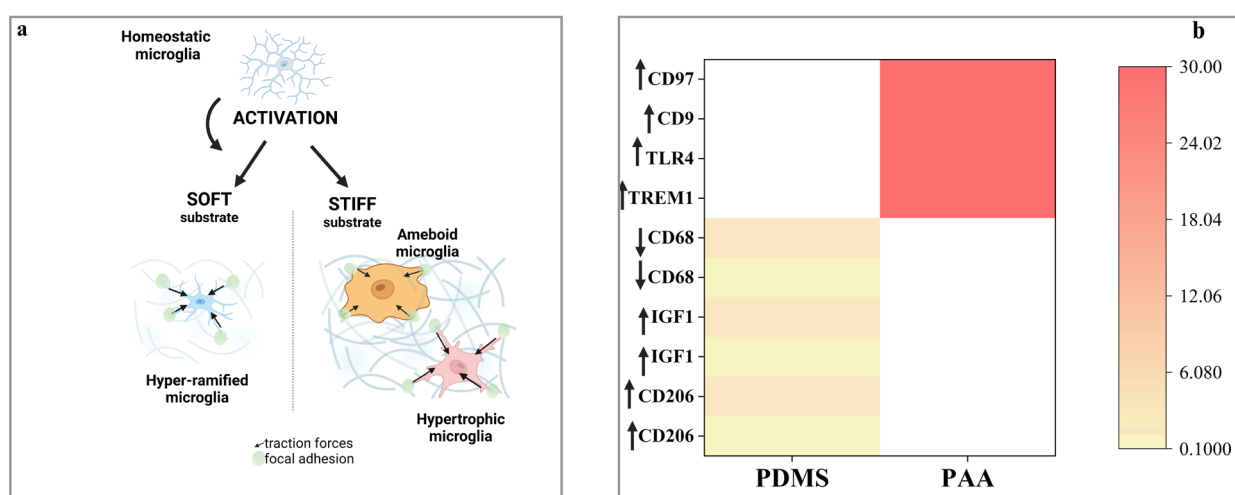 a
Homeostatic
microglia
ACTIVATION
SOFT
substrate
STIFF
substrate
Ameboid
microglia
Hyper-ramified
microglia
Hypertrophic
microglia
traction forces
focal adhesion
b
↑CD97
↑CD9
↑TLR4
↑TREM1
↓CD68
↓CD68
↑IGF1
↑IGF1
↑CD206
↑CD206
PDMS PAA
30.00
24.02
18.04
12.06
6.080
0.1000